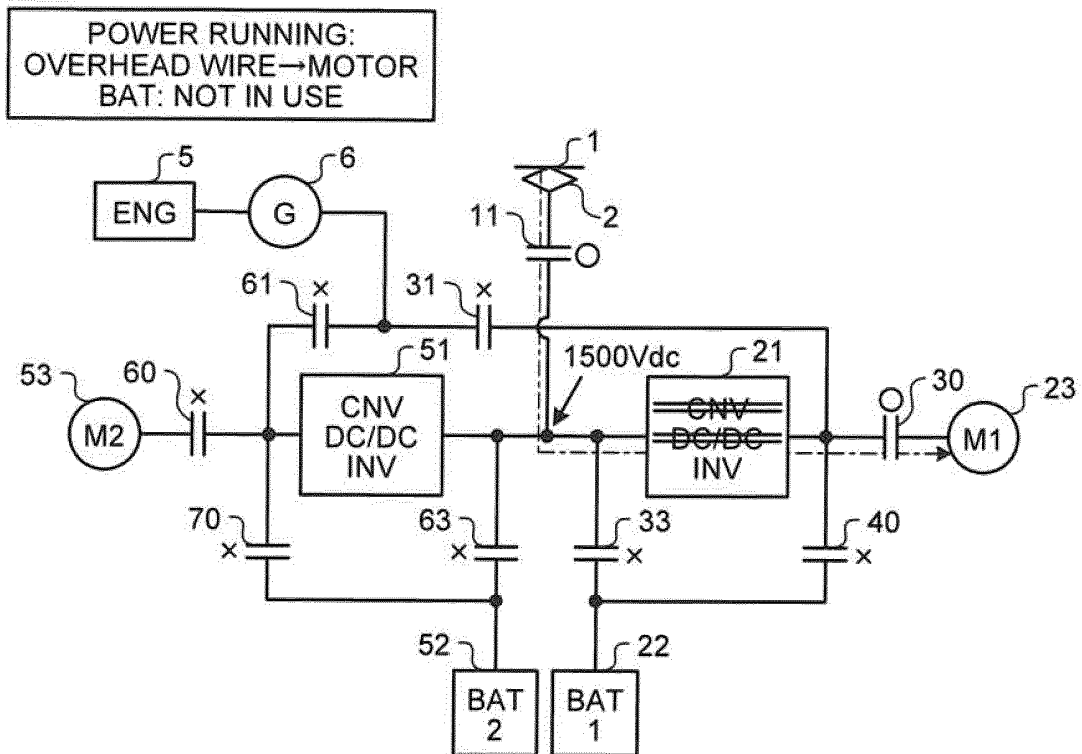 POWER RUNNING:
OVERHEAD WIRE→MOTOR
BAT: NOT IN USE
5
6
1
ENG
G
11
2
61
×
31
×
1500Vdc
51
21
53
60
×
30
23
M2
CNV
DC/DC
INV
CNV
DC/DC
INV
M1
70
×
63
×
33
×
40
×
52
22
BAT
2
BAT
1